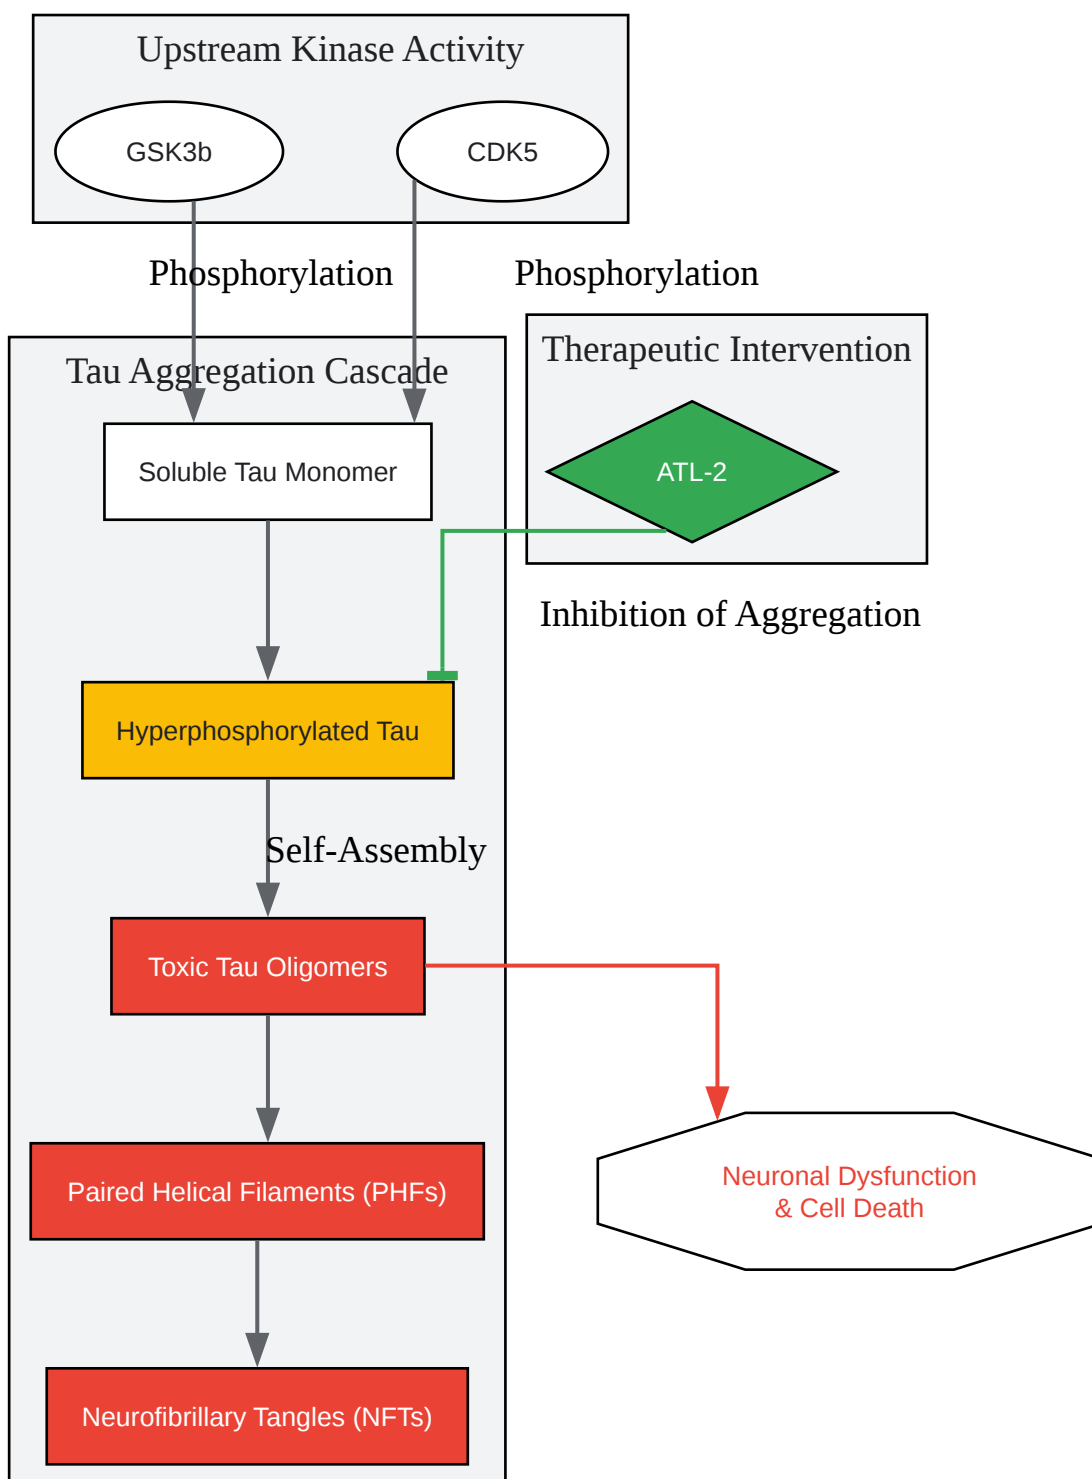 Upstream Kinase Activity
GSK3b
CDK5
Phosphorylation
Phosphorylation
Therapeutic Intervention
Tau Aggregation Cascade
Soluble Tau Monomer
ATL-2
Inhibition of Aggregation
Hyperphosphorylated Tau
Self-Assembly
Toxic Tau Oligomers
Paired Helical Filaments (PHFs)
Neuronal Dysfunction
& Cell Death
Neurofibrillary Tangles (NFTs)